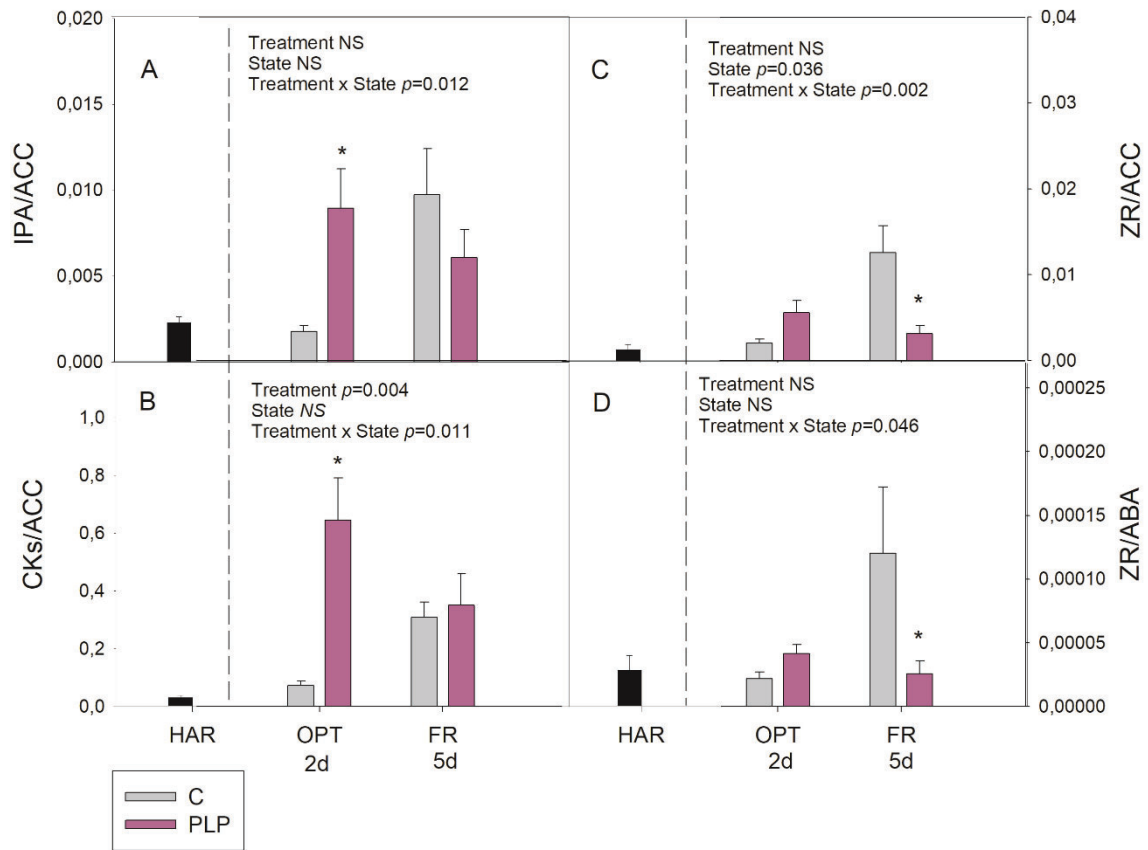 A
Treatment NS
State NS
Treatment x State p=0.012
*
IPA/ACC
0,020
0,015
0,010
0,005
0,000
C
Treatment NS
State p=0.036
Treatment x State p=0.002
*
ZR/ACC
0,04
0,03
0,02
0,01
0,00
B
Treatment p=0.004
State NS
Treatment x State p=0.011
*
CKs/ACC
1,0
0,8
0,6
0,4
0,2
0,0
HAR
OPT
2d
FR
5d
D
Treatment NS
State NS
Treatment x State p=0.046
*
ZR/ABA
0,00025
0,00020
0,00015
0,00010
0,00005
0,00000
HAR
OPT
2d
FR
5d
C
PLP